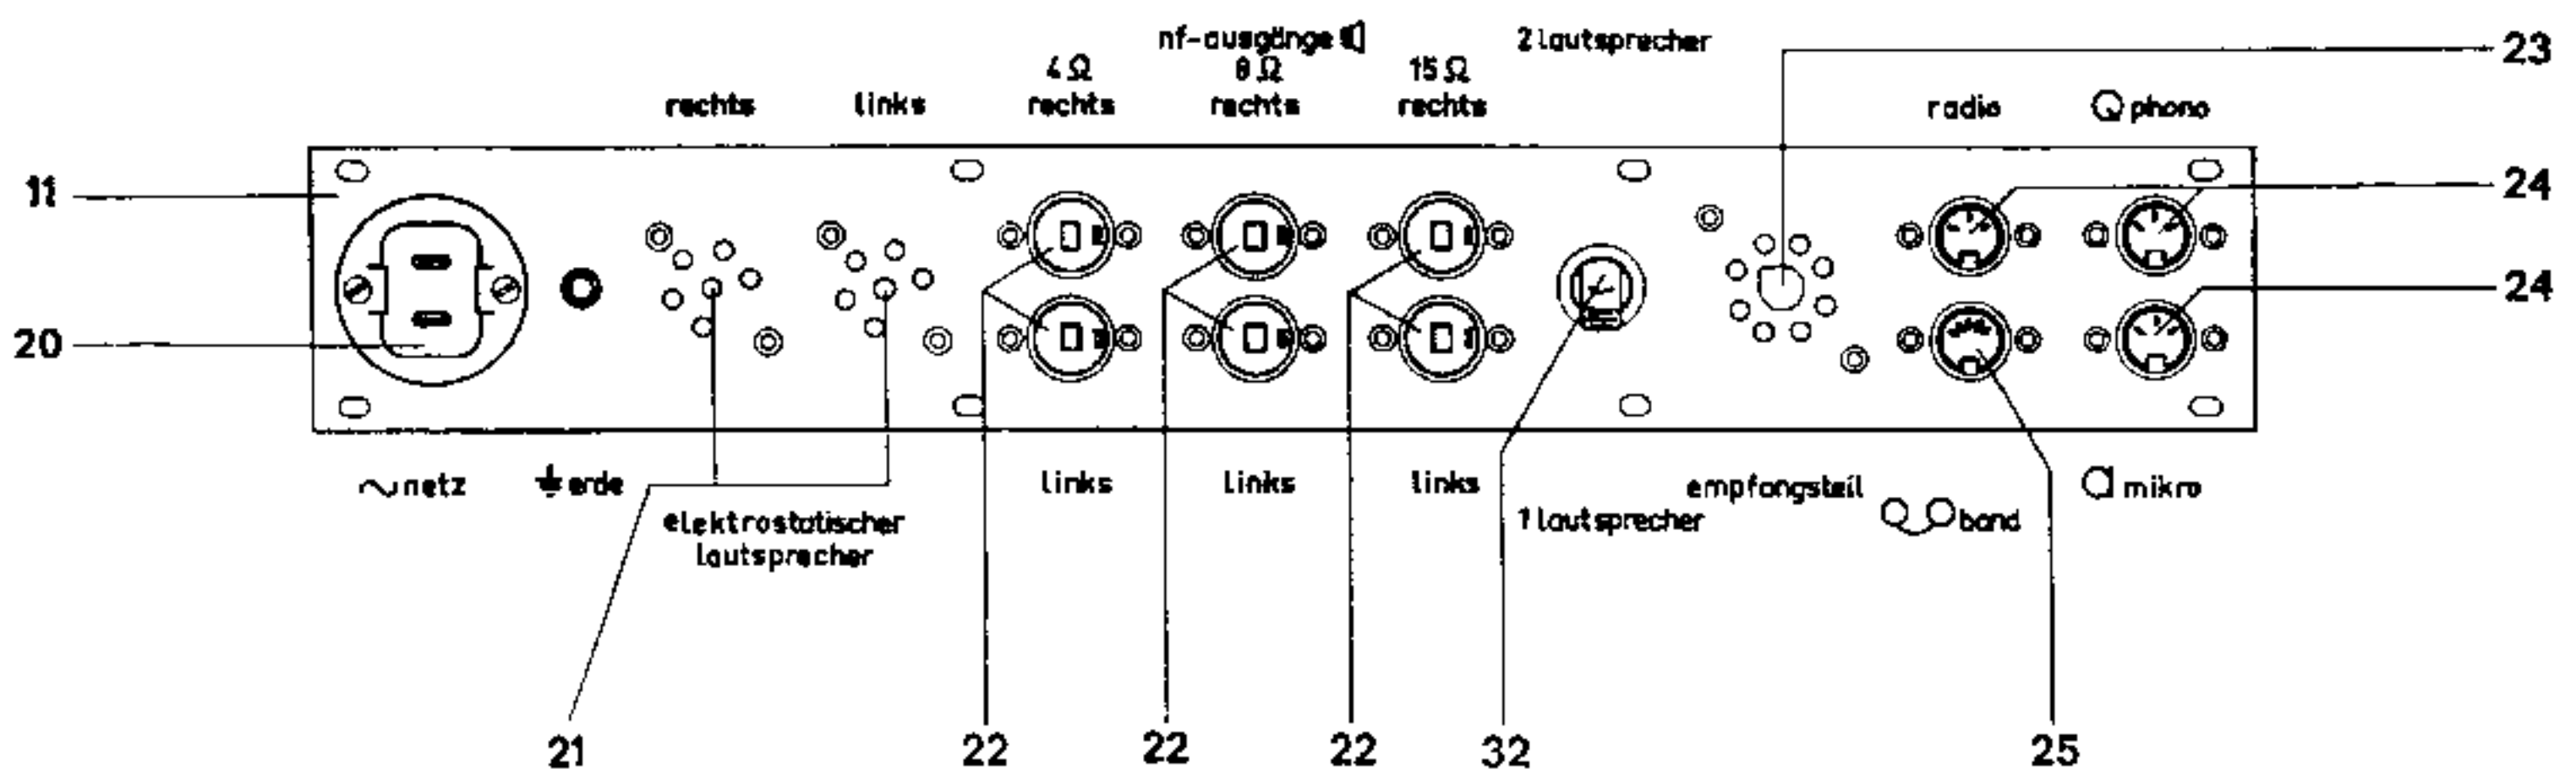 nf-ausgänge
2 lautsprecher
23
4 Ω
8 Ω
15 Ω
rechts
links
rechts
rechts
rechts
radio
phono
11
24
20
24
netz
erde
links
links
links
empfangsteil
mikro
elektrostatischer
lautsprecher
1 lautsprecher
band
21
22
22
22
32
25